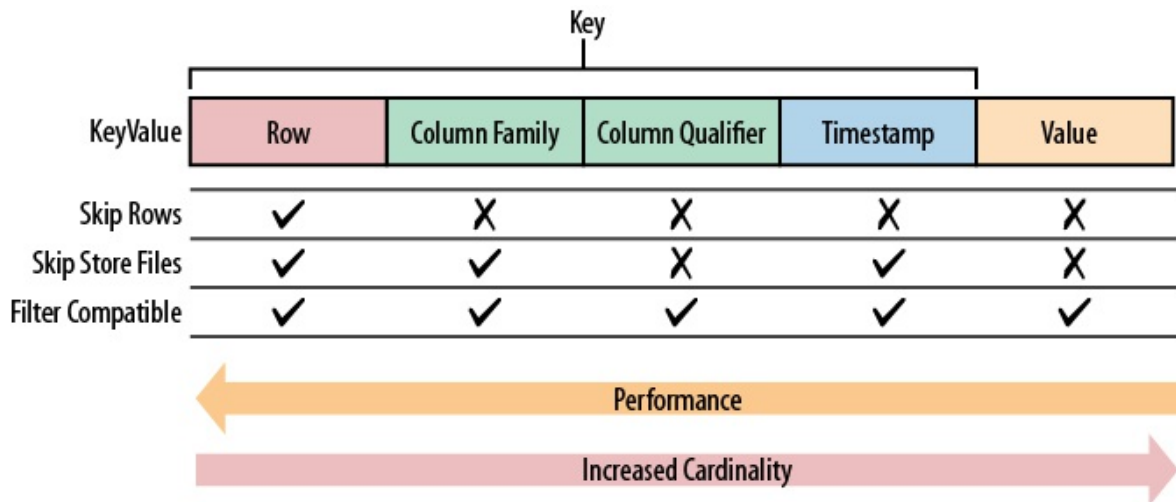 Key
KeyValue Row Column Family Column Qualifier Timestamp Value
Skip Rows ✓ X X X X
Skip Store Files ✓ ✓ X ✓ X
Filter Compatible ✓ ✓ ✓ ✓ ✓
Performance
Increased Cardinality